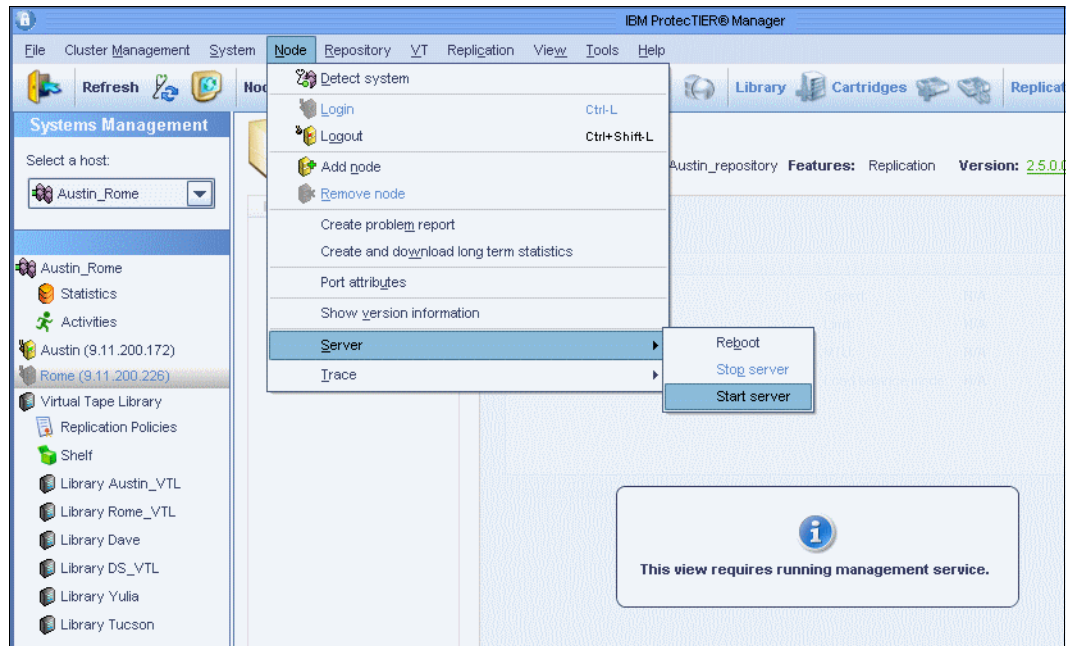 IBM ProtecTIER® Manager
File Cluster Management System Node Repository VT Replication View Tools Help
Refresh
Library Cartridges
Systems Management
Select a host:
Austin_Rome
Detect system
Login Ctrl-L
Logout Ctrl+Shift-L
Add node
Remove node
Create problem report
Create and download long term statistics
Port attributes
Show version information
Server
Trace
Reboot
Stop server
Start server
Austin_repository Features: Replication Version: 2.5.0.0
Austin_Rome
Statistics
Activities
Austin (9.11.200.172)
Rome (9.11.200.226)
Virtual Tape Library
Replication Policies
Shelf
Library Austin_VTL
Library Rome_VTL
Library Dave
Library DS_VTL
Library Yulia
Library Tucson
This view requires running management service.